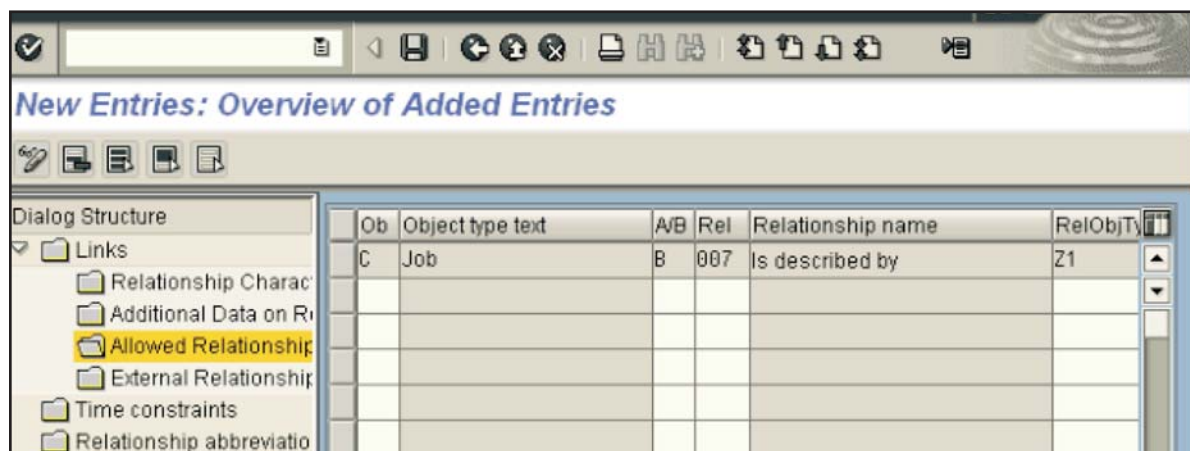 New Entries: Overview of Added Entries
Dialog Structure
Links
Relationship Charac
Additional Data on R
Allowed Relationship
External Relationship
Time constraints
Relationship abbreviatio
Ob Object type text A/B Rel Relationship name RelObjTy
C Job B 007 Is described by Z1